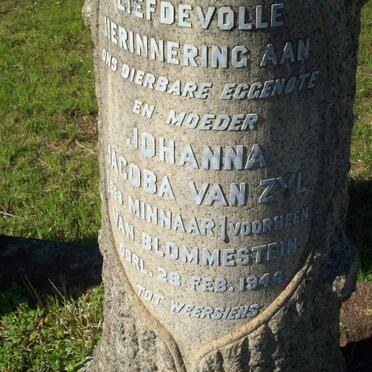 LIEFDEVOLLE
HERINNERING AAN
ONS DIERBARE EGGENOTE
EN MOEDER
JOHANNA
JACOBA VAN ZYL
GEB. MINNAAR) VOORHEEN
VAN BLOMMESTEIN
OORL. 28 FEB. 1944
TOT WEERSIENS